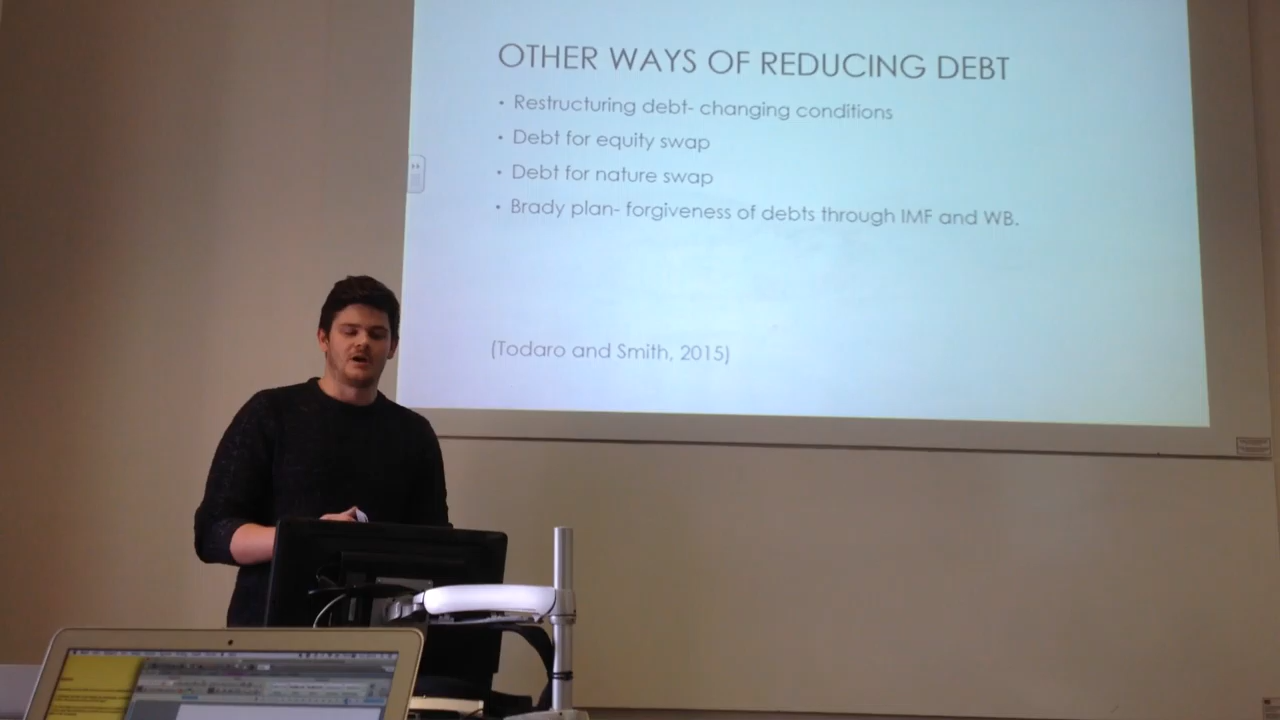 OTHER WAYS OF REDUCING DEBT
• Restructuring debt- changing conditions
• Debt for equity swap
• Debt for nature swap
• Brady plan- forgiveness of debts through IMF and WB.
(Todaro and Smith, 2015)